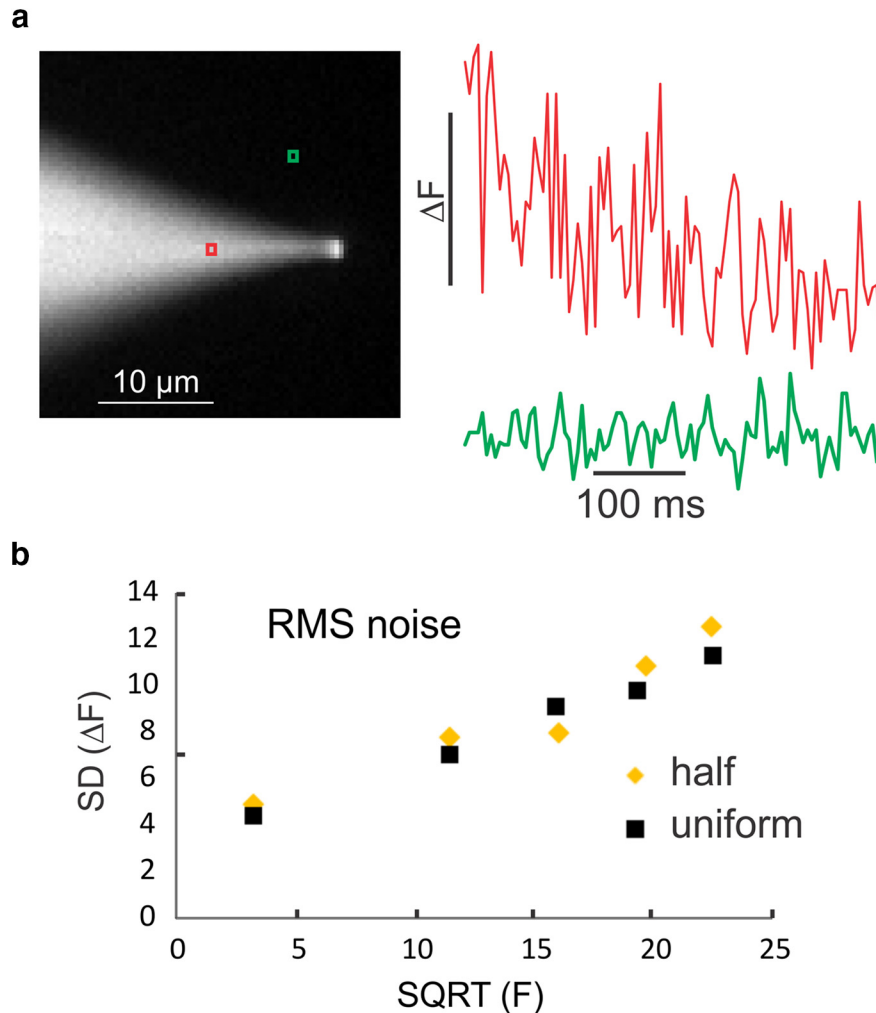 a
10 µm
ΔF
100 ms
b
RMS noise
14
12
10
8
6
4
2
0
SD (ΔF)
half
uniform
0 5 10 15 20 25
SQRT (F)